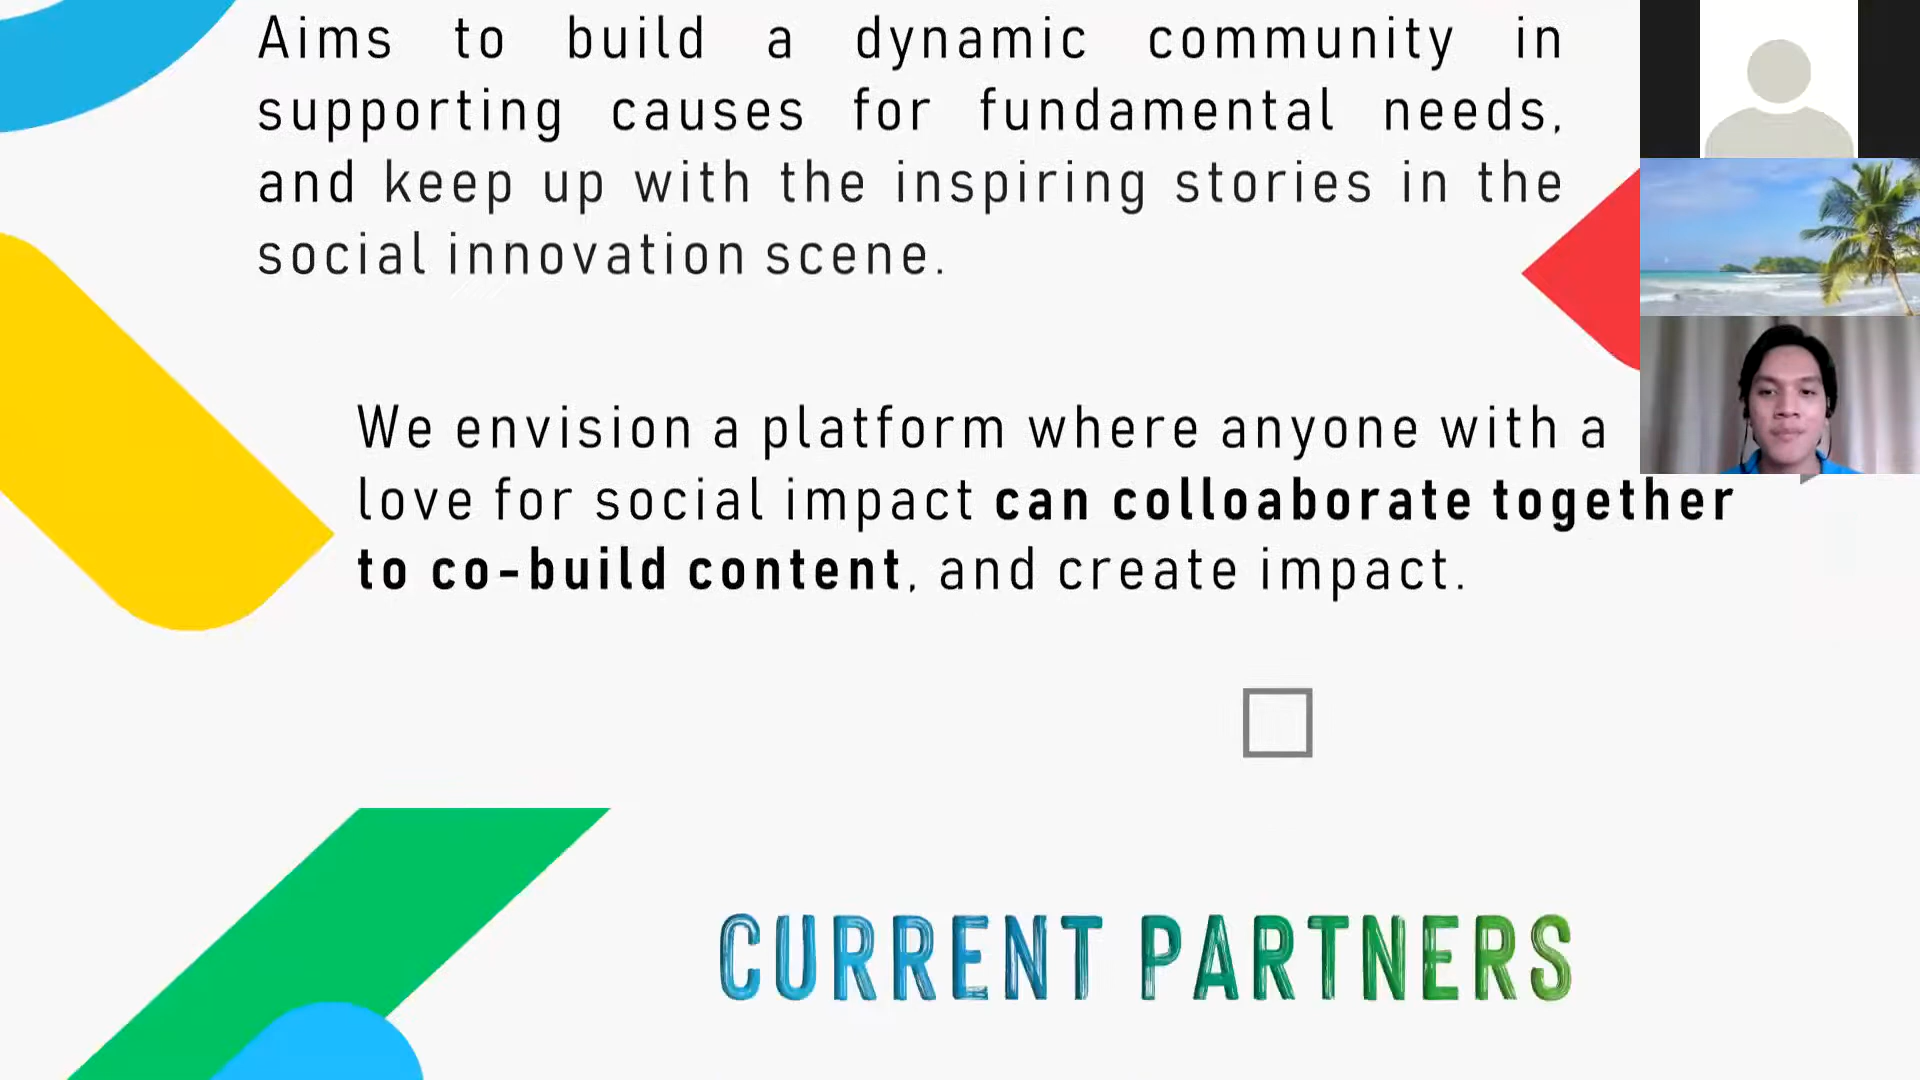 Aims to build a dynamic community in
supporting causes for fundamental needs,
and keep up with the inspiring stories in the
social innovation scene.
We envision a platform where anyone with a
love for social impact can colloaborate together
to co-build content, and create impact.
CURRENT PARTNERS